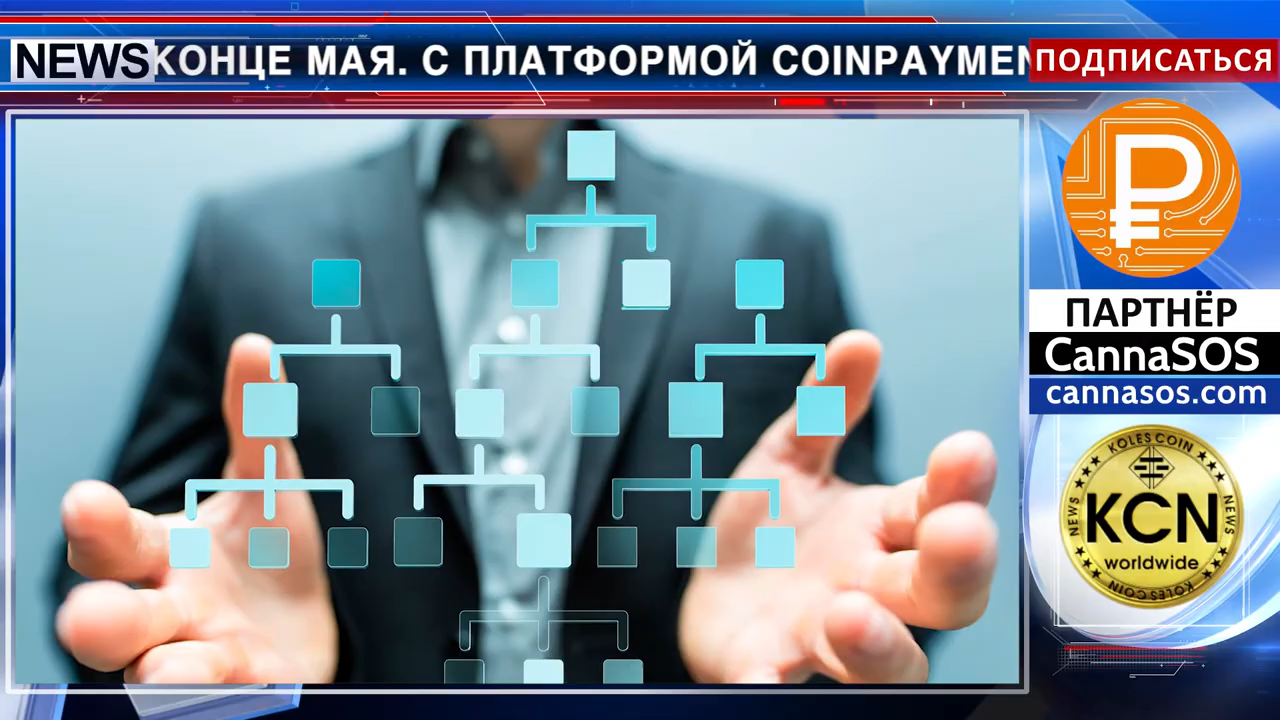 NEWS
КОНЦЕ МАЯ. С ПЛАТФОРМОЙ COINPAYMEN
ПОДПИСАТЬСЯ
ПАРТНЁР
CannaSOS
cannasos.com
KOLES COIN
NEWS
KCN
NEWS
worldwide
KOLES COIN